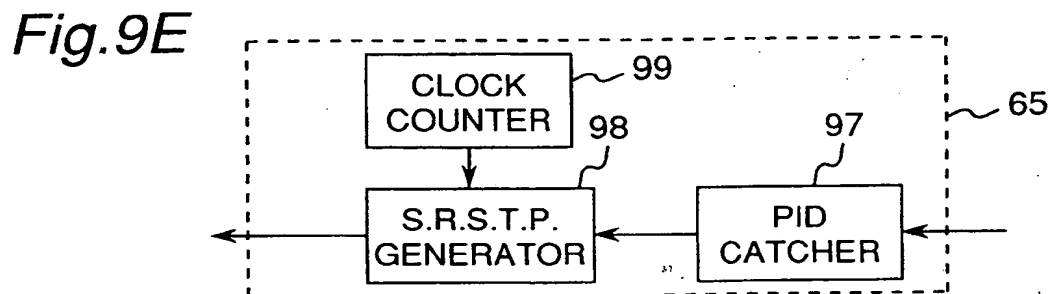 Fig.9E
CLOCK
COUNTER
99
65
98
97
S.R.S.T.P.
GENERATOR
PID
CATCHER